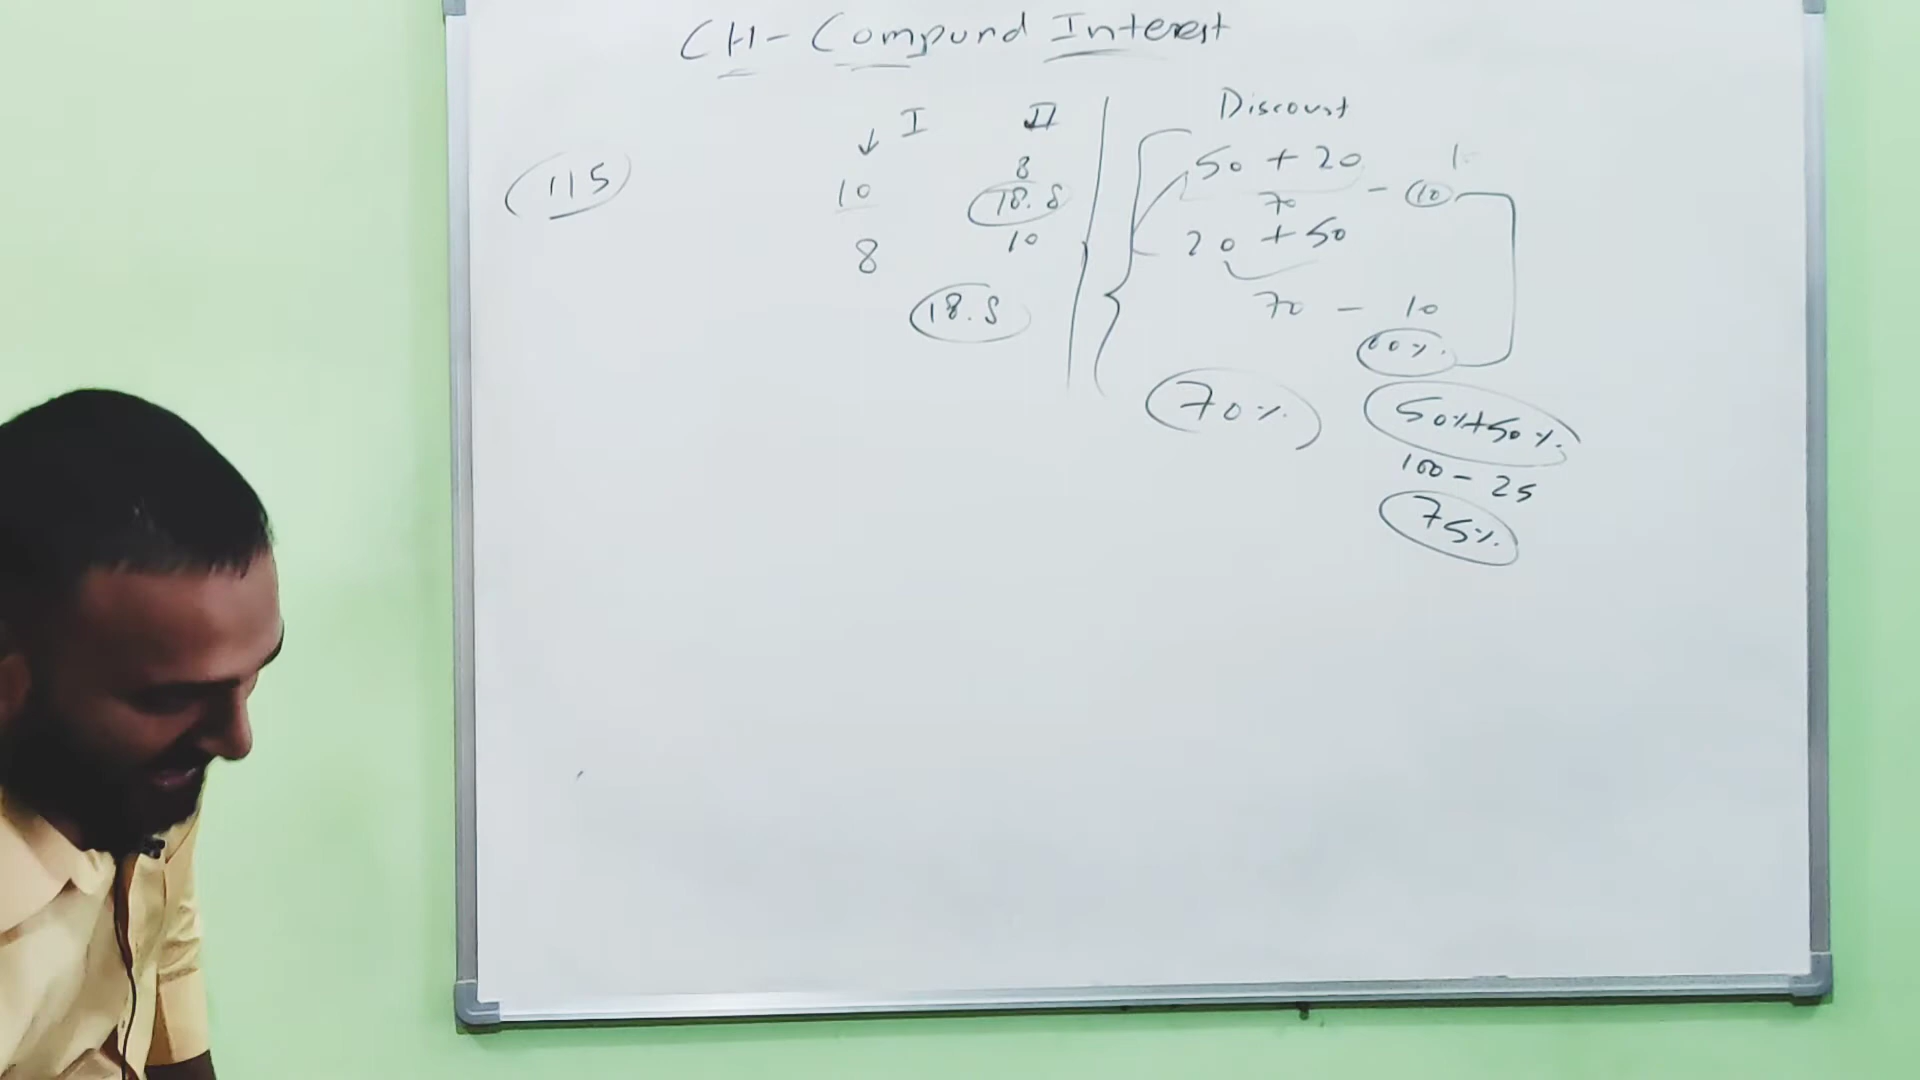 CH- Compund Interest
115
↓ I II
10 8
18.8
8 10
18.8
Discount
50 + 20
70 - 10
20 + 50
70 - 10
60%
70%
50%+50%
100 - 25
75%